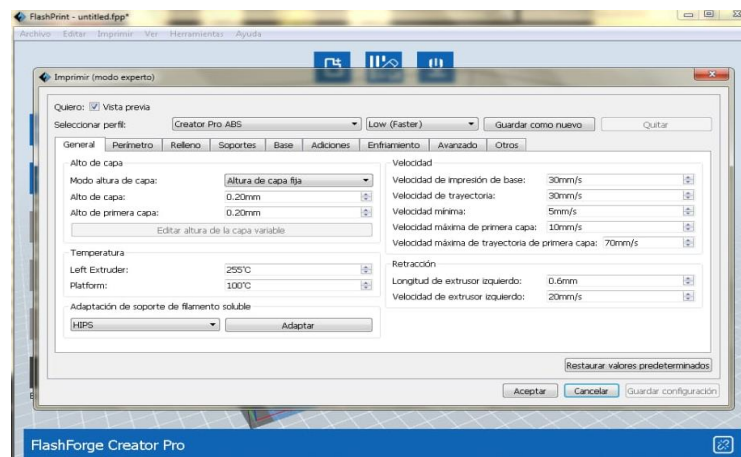 FlashPrint - untitled.fpp*
Archivo Editar Imprimir Ver Herramientas Ayuda
Imprimir (modo experto)
Quiero: Vista previa
Seleccionar perfil: Creator Pro ABS Low (Faster) Guardar como nuevo Quitar
General Perímetro Relleno Soportes Base Adiciones Enfriamiento Avanzado Otros
Alto de capa
Modo altura de capa: Altura de capa fija
Alto de capa: 0.20mm
Alto de primera capa: 0.20mm
Editar altura de la capa variable
Temperatura
Left Extruder: 255°C
Platform: 100°C
Adaptación de soporte de filamento soluble
HIPS Adaptar
Velocidad
Velocidad de impresión de base: 30mm/s
Velocidad de trayectoria: 30mm/s
Velocidad mínima: 5mm/s
Velocidad máxima de primera capa: 10mm/s
Velocidad máxima de trayectoria de primera capa: 70mm/s
Retracción
Longitud de extrusor izquierdo: 0.6mm
Velocidad de extrusor izquierdo: 20mm/s
Restaurar valores predeterminados
Aceptar Cancelar Guardar configuración
FlashForge Creator Pro